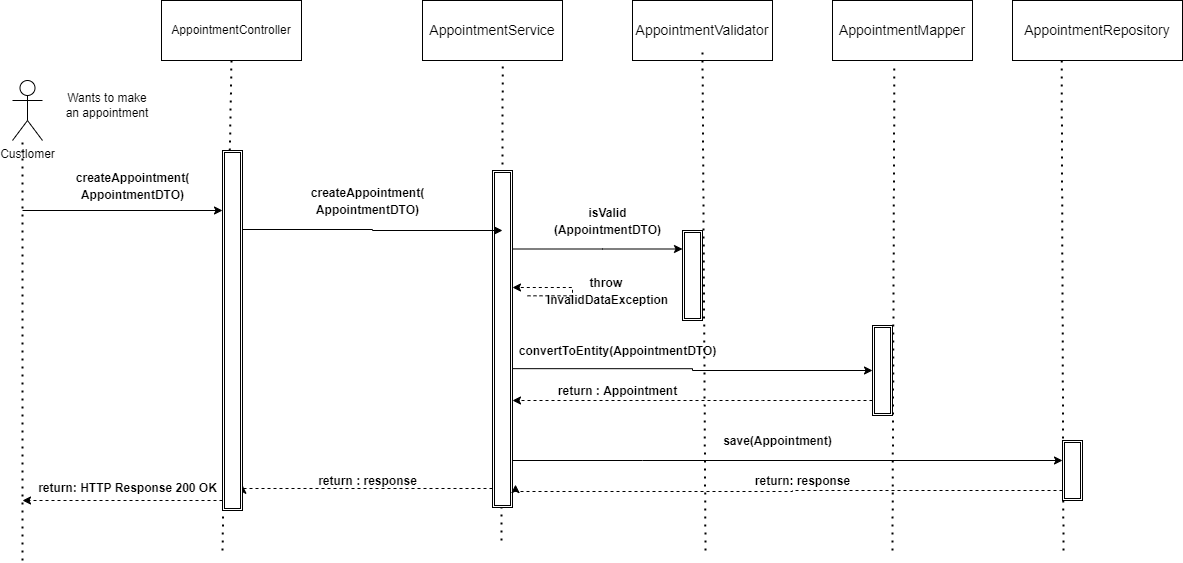 AppointmentController
AppointmentService
AppointmentValidator
AppointmentMapper
AppointmentRepository
Wants to make
an appointment
Customer
createAppointment(
AppointmentDTO)
createAppointment(
AppointmentDTO)
isValid
(AppointmentDTO)
throw
InvalidDataException
convertToEntity(AppointmentDTO)
return : Appointment
save(Appointment)
return: HTTP Response 200 OK
return : response
return: response